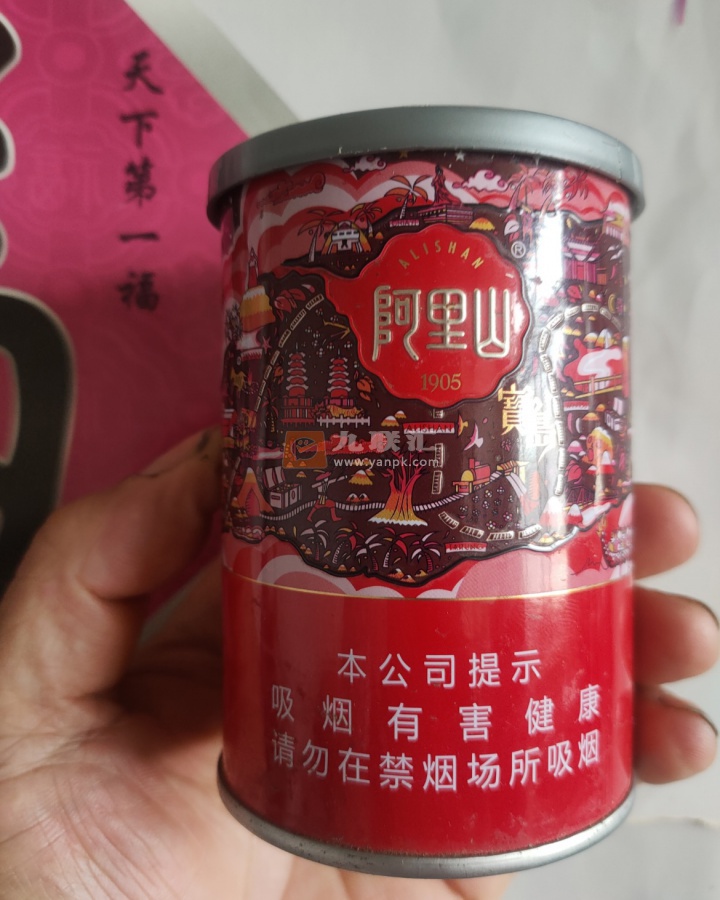 天下第一福
ALISHAN
®
阿里山
1905
寶島
九联汇
www.yanpk.com
本公司提示
吸烟有害健康
请勿在禁烟场所吸烟